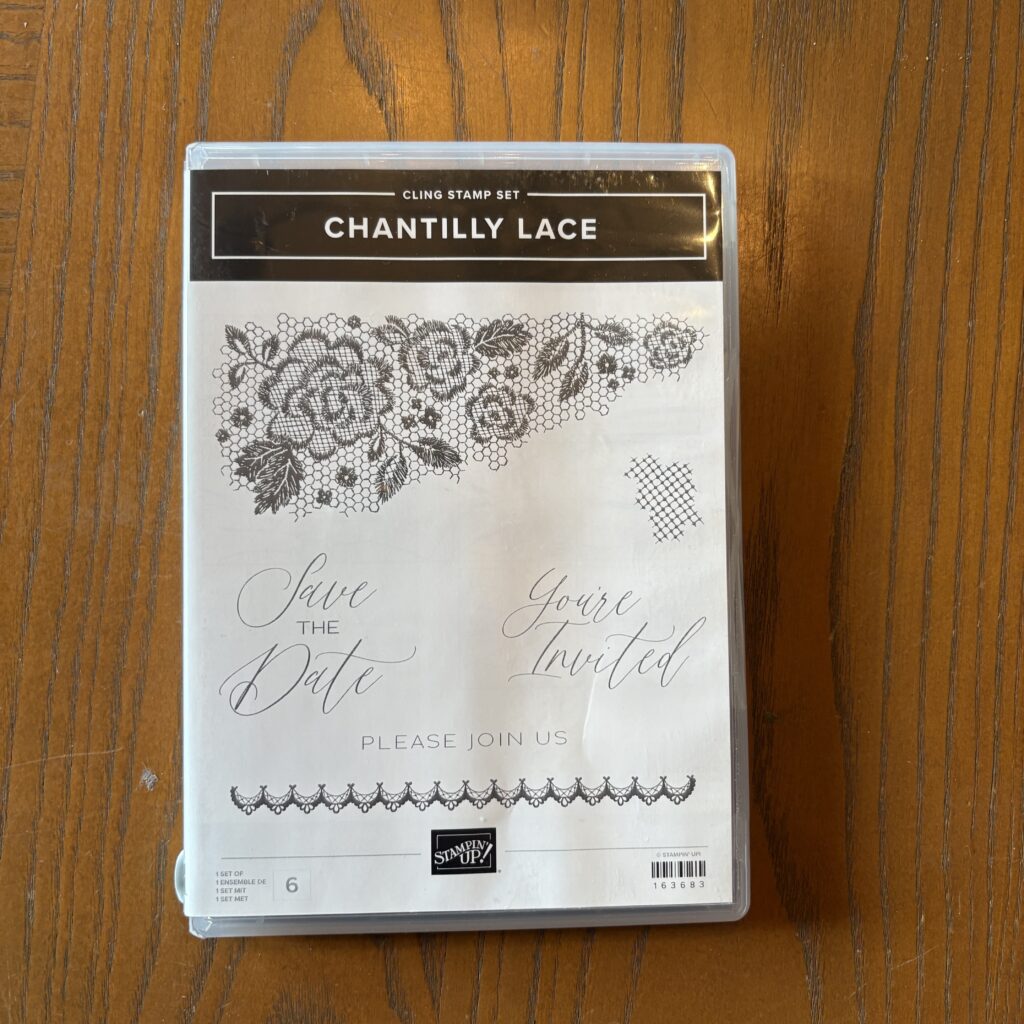 CLING STAMP SET
CHANTILLY LACE
Save
THE
Date
You're
Invited
PLEASE JOIN US
STAMPIN'
UP!
®
© STAMPIN' UP!
1 SET OF
1 ENSEMBLE DE
1 SET MIT
1 SET MET
6
163683